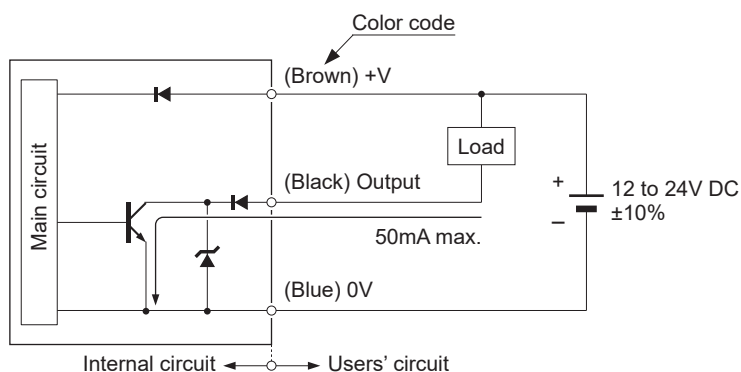 Color code
(Brown) +V
Main circuit
Load
(Black) Output
+
12 to 24V DC
±10%
−
50mA max.
(Blue) 0V
Internal circuit
Users’ circuit